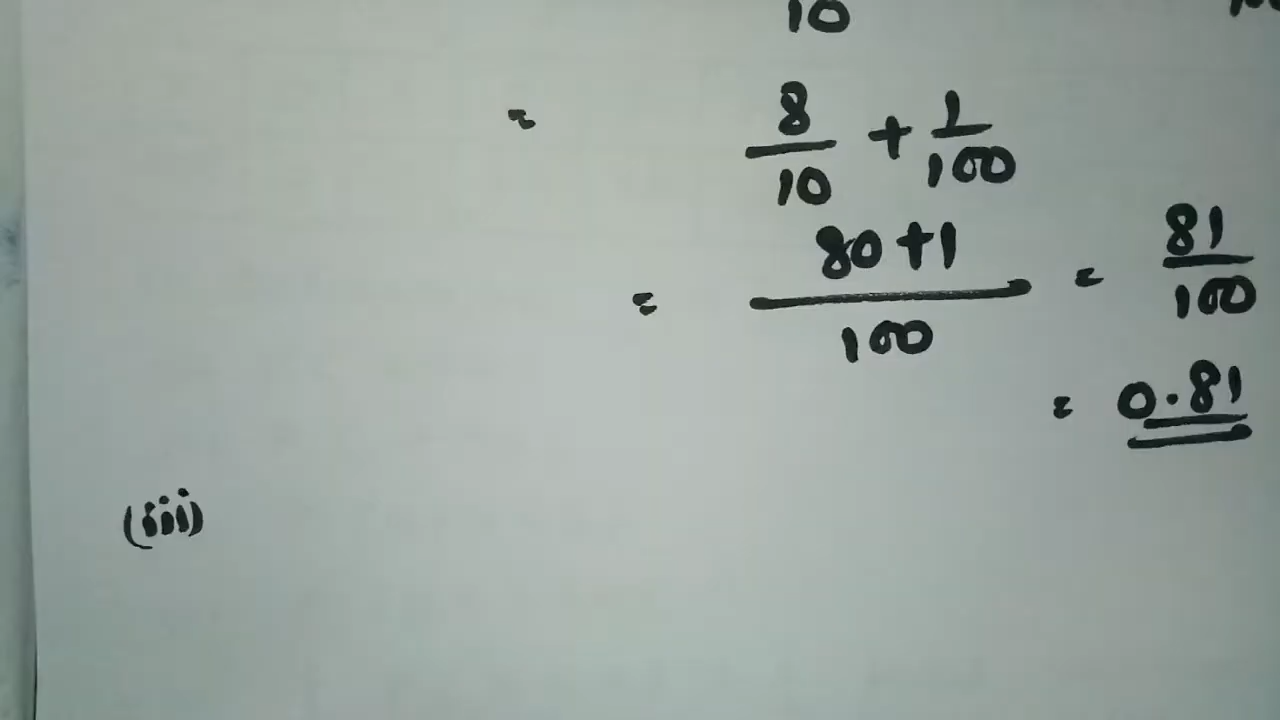 10
= 8/10 + 1/100
= 80+1/100 = 81/100
= 0.81
(iii)